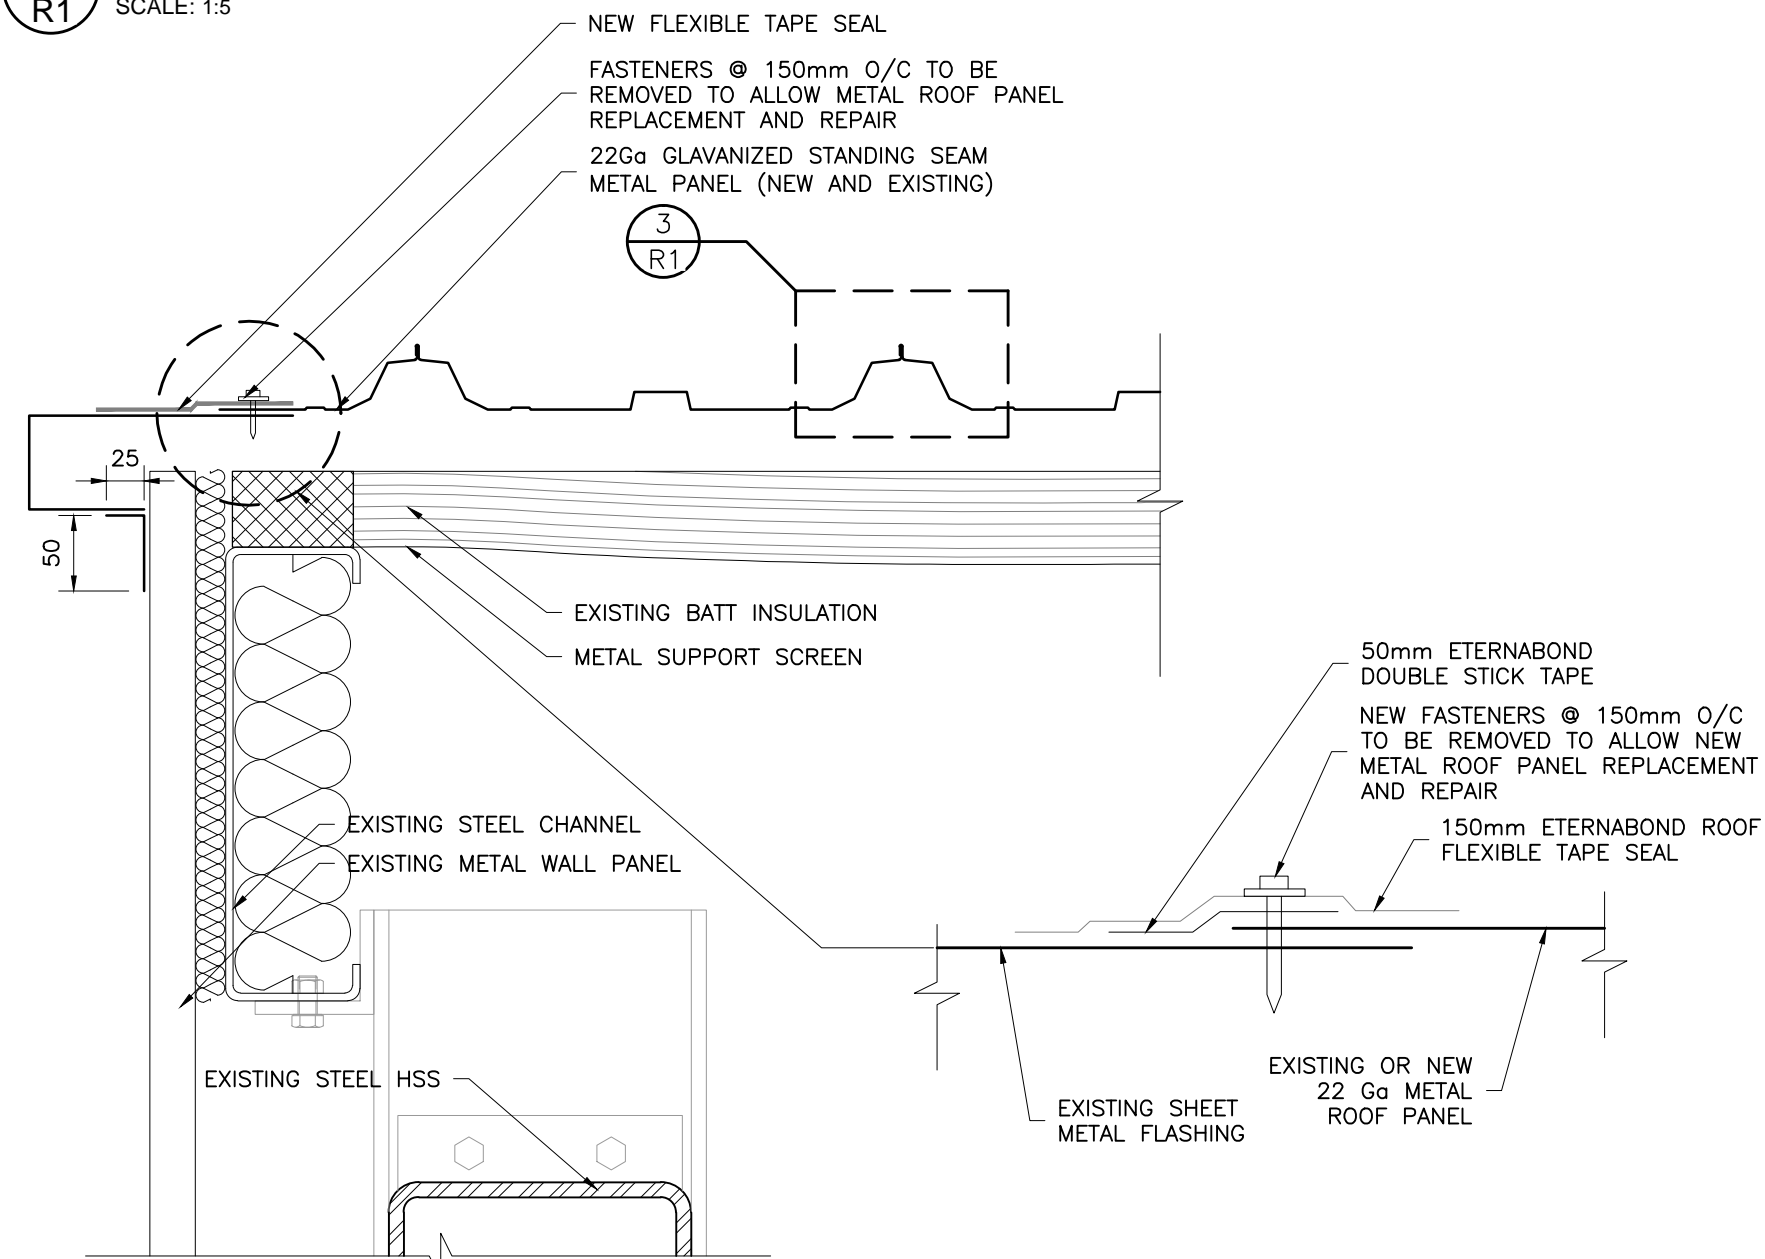 R1
SCALE: 1:5
NEW FLEXIBLE TAPE SEAL
FASTENERS @ 150mm O/C TO BE
REMOVED TO ALLOW METAL ROOF PANEL
REPLACEMENT AND REPAIR
22Ga GLAVANIZED STANDING SEAM
METAL PANEL (NEW AND EXISTING)
3
R1
25
50
EXISTING BATT INSULATION
METAL SUPPORT SCREEN
50mm ETERNABOND
DOUBLE STICK TAPE
NEW FASTENERS @ 150mm O/C
TO BE REMOVED TO ALLOW NEW
METAL ROOF PANEL REPLACEMENT
AND REPAIR
150mm ETERNABOND ROOF
FLEXIBLE TAPE SEAL
EXISTING STEEL CHANNEL
EXISTING METAL WALL PANEL
EXISTING STEEL HSS
EXISTING SHEET
METAL FLASHING
EXISTING OR NEW
22 Ga METAL
ROOF PANEL